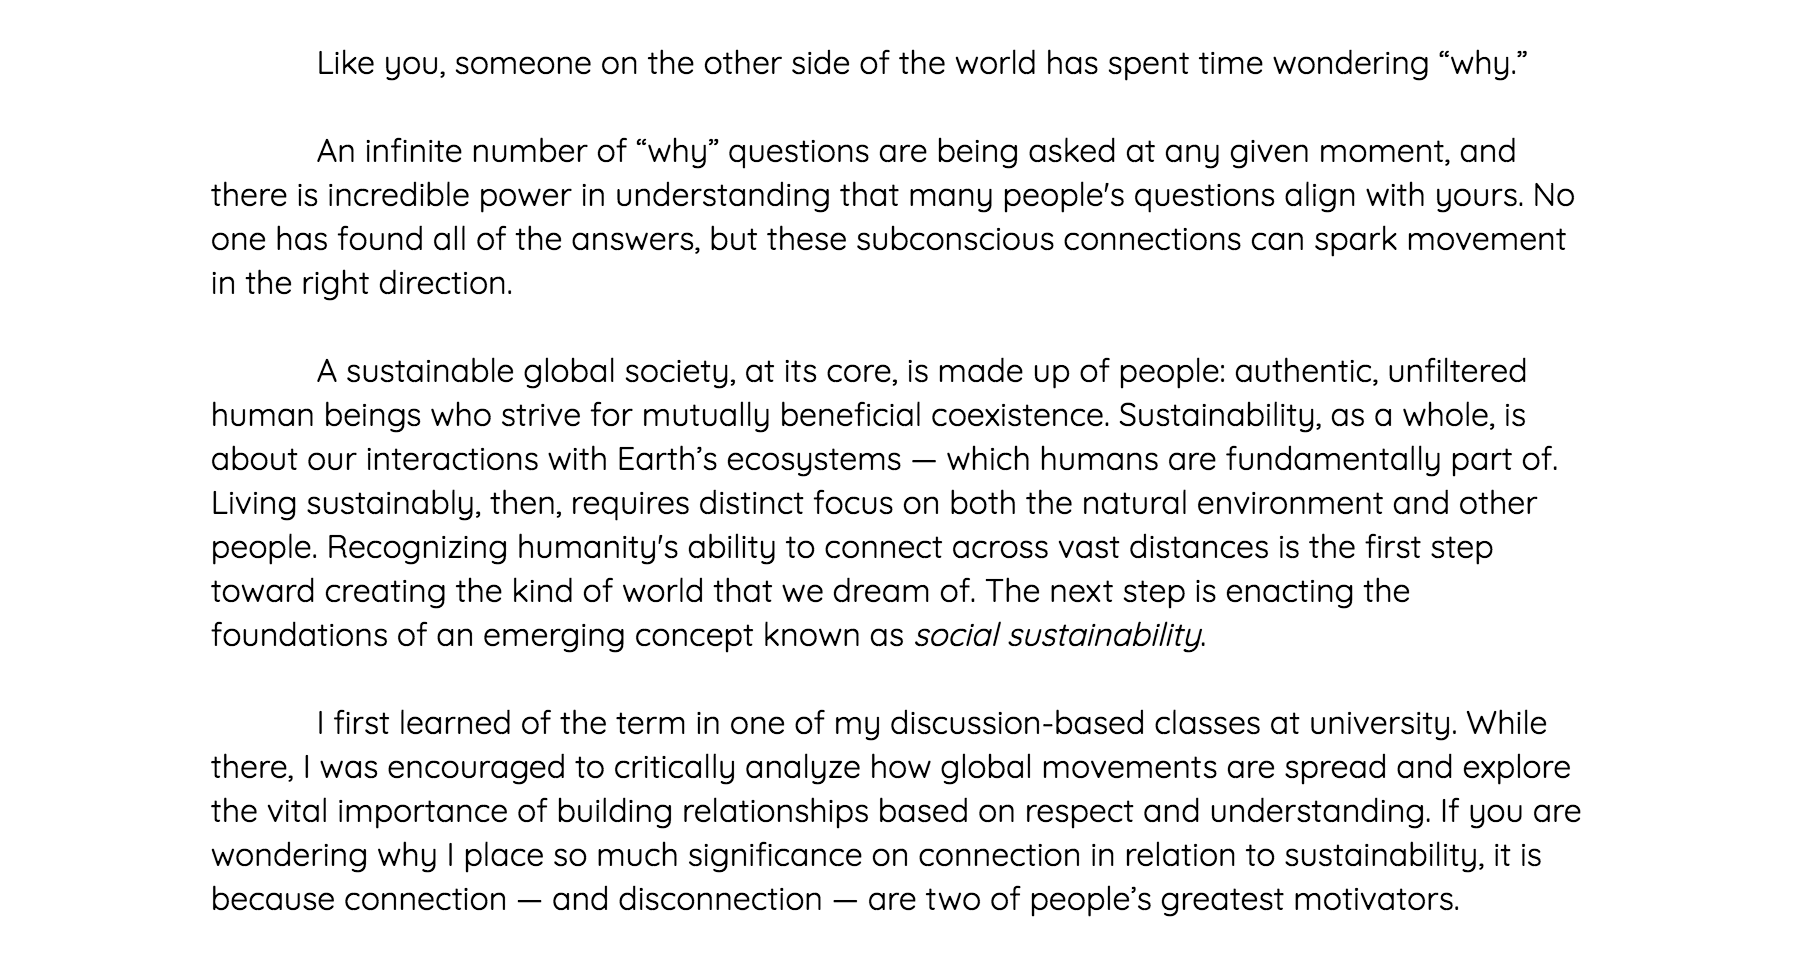 Like you, someone on the other side of the world has spent time wondering “why.”
An infinite number of “why” questions are being asked at any given moment, and
there is incredible power in understanding that many people's questions align with yours. No
one has found all of the answers, but these subconscious connections can spark movement
in the right direction.
A sustainable global society, at its core, is made up of people: authentic, unfiltered
human beings who strive for mutually beneficial coexistence. Sustainability, as a whole, is
about our interactions with Earth’s ecosystems — which humans are fundamentally part of.
Living sustainably, then, requires distinct focus on both the natural environment and other
people. Recognizing humanity's ability to connect across vast distances is the first step
toward creating the kind of world that we dream of. The next step is enacting the
foundations of an emerging concept known as social sustainability.
I first learned of the term in one of my discussion-based classes at university. While
there, I was encouraged to critically analyze how global movements are spread and explore
the vital importance of building relationships based on respect and understanding. If you are
wondering why I place so much significance on connection in relation to sustainability, it is
because connection — and disconnection — are two of people’s greatest motivators.